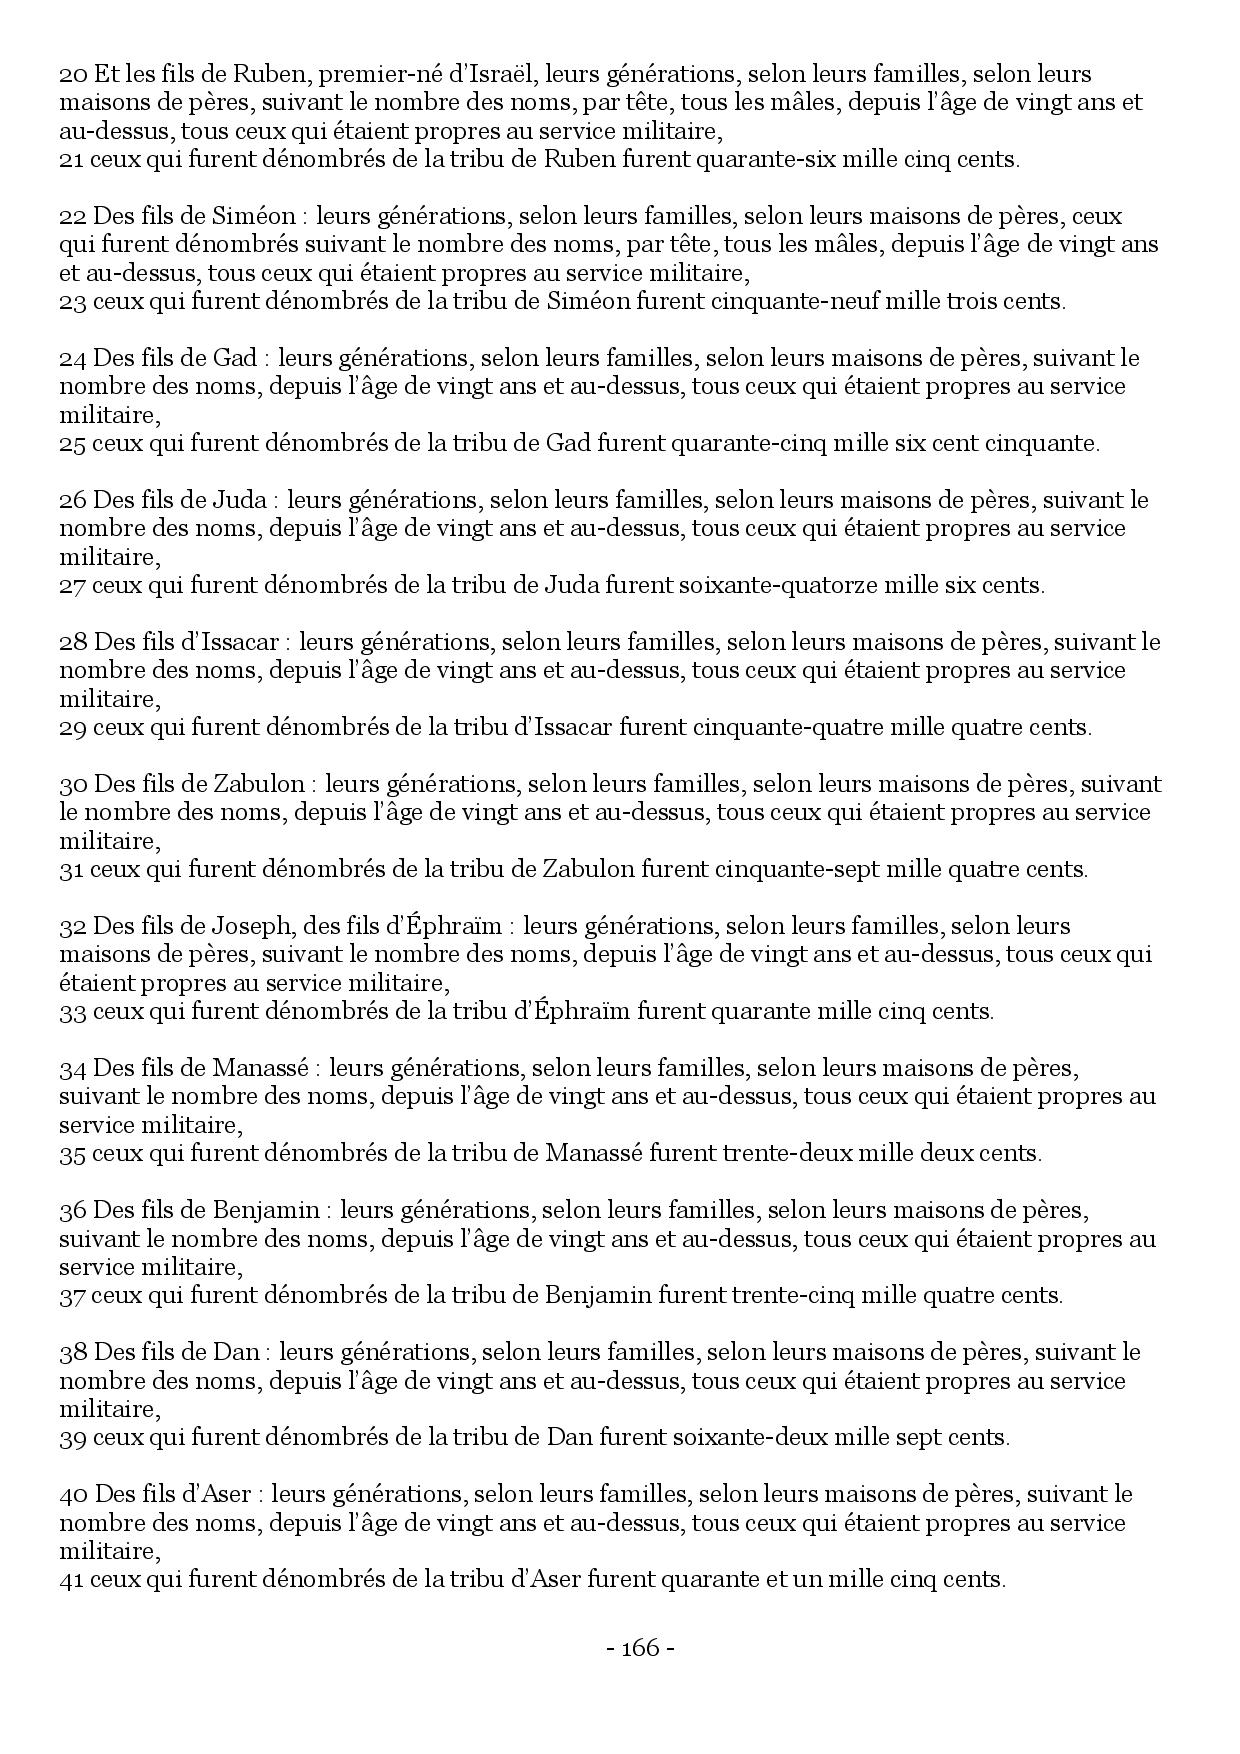 20 Et les fils de Ruben, premier-né d’Israël, leurs générations, selon leurs familles, selon leurs
maisons de pères, suivant le nombre des noms, par tête, tous les mâles, depuis l’âge de vingt ans et
au-dessus, tous ceux qui étaient propres au service militaire,
21 ceux qui furent dénombrés de la tribu de Ruben furent quarante-six mille cinq cents.
22 Des fils de Siméon : leurs générations, selon leurs familles, selon leurs maisons de pères, ceux
qui furent dénombrés suivant le nombre des noms, par tête, tous les mâles, depuis l’âge de vingt ans
et au-dessus, tous ceux qui étaient propres au service militaire,
23 ceux qui furent dénombrés de la tribu de Siméon furent cinquante-neuf mille trois cents.
24 Des fils de Gad : leurs générations, selon leurs familles, selon leurs maisons de pères, suivant le
nombre des noms, depuis l’âge de vingt ans et au-dessus, tous ceux qui étaient propres au service
militaire,
25 ceux qui furent dénombrés de la tribu de Gad furent quarante-cinq mille six cent cinquante.
26 Des fils de Juda : leurs générations, selon leurs familles, selon leurs maisons de pères, suivant le
nombre des noms, depuis l’âge de vingt ans et au-dessus, tous ceux qui étaient propres au service
militaire,
27 ceux qui furent dénombrés de la tribu de Juda furent soixante-quatorze mille six cents.
28 Des fils d’Issacar : leurs générations, selon leurs familles, selon leurs maisons de pères, suivant le
nombre des noms, depuis l’âge de vingt ans et au-dessus, tous ceux qui étaient propres au service
militaire,
29 ceux qui furent dénombrés de la tribu d’Issacar furent cinquante-quatre mille quatre cents.
30 Des fils de Zabulon : leurs générations, selon leurs familles, selon leurs maisons de pères, suivant
le nombre des noms, depuis l’âge de vingt ans et au-dessus, tous ceux qui étaient propres au service
militaire,
31 ceux qui furent dénombrés de la tribu de Zabulon furent cinquante-sept mille quatre cents.
32 Des fils de Joseph, des fils d’Éphraïm : leurs générations, selon leurs familles, selon leurs
maisons de pères, suivant le nombre des noms, depuis l’âge de vingt ans et au-dessus, tous ceux qui
étaient propres au service militaire,
33 ceux qui furent dénombrés de la tribu d’Éphraïm furent quarante mille cinq cents.
34 Des fils de Manassé : leurs générations, selon leurs familles, selon leurs maisons de pères,
suivant le nombre des noms, depuis l’âge de vingt ans et au-dessus, tous ceux qui étaient propres au
service militaire,
35 ceux qui furent dénombrés de la tribu de Manassé furent trente-deux mille deux cents.
36 Des fils de Benjamin : leurs générations, selon leurs familles, selon leurs maisons de pères,
suivant le nombre des noms, depuis l’âge de vingt ans et au-dessus, tous ceux qui étaient propres au
service militaire,
37 ceux qui furent dénombrés de la tribu de Benjamin furent trente-cinq mille quatre cents.
38 Des fils de Dan : leurs générations, selon leurs familles, selon leurs maisons de pères, suivant le
nombre des noms, depuis l’âge de vingt ans et au-dessus, tous ceux qui étaient propres au service
militaire,
39 ceux qui furent dénombrés de la tribu de Dan furent soixante-deux mille sept cents.
40 Des fils d’Aser : leurs générations, selon leurs familles, selon leurs maisons de pères, suivant le
nombre des noms, depuis l’âge de vingt ans et au-dessus, tous ceux qui étaient propres au service
militaire,
41 ceux qui furent dénombrés de la tribu d’Aser furent quarante et un mille cinq cents.
- 166 -